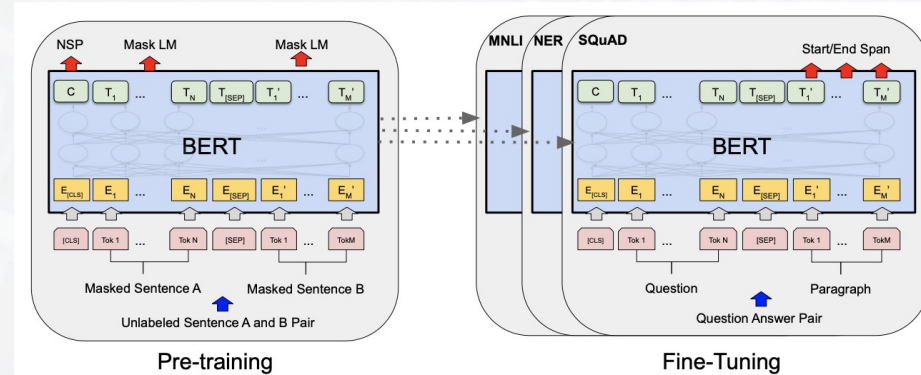 NSP Mask LM Mask LM
C T1 ... TN T[SEP] T1' ... TM'
BERT
E[CLS] E1 ... EN E[SEP] E1' ... EM'
[CLS] Tok 1 ... Tok N [SEP] Tok 1 ... TokM
Masked Sentence A Masked Sentence B
Unlabeled Sentence A and B Pair
Pre-training
MNLI NER SQuAD
Start/End Span
C T1 ... TN T[SEP] T1' ... TM'
BERT
E[CLS] E1 ... EN E[SEP] E1' ... EM'
[CLS] Tok 1 ... Tok N [SEP] Tok 1 ... TokM
Question Paragraph
Question Answer Pair
Fine-Tuning